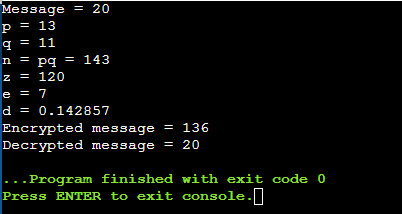 Message = 20
p = 13
q = 11
n = pq = 143
z = 120
e = 7
d = 0.142857
Encrypted message = 136
Decrypted message = 20
...Program finished with exit code 0
Press ENTER to exit console.